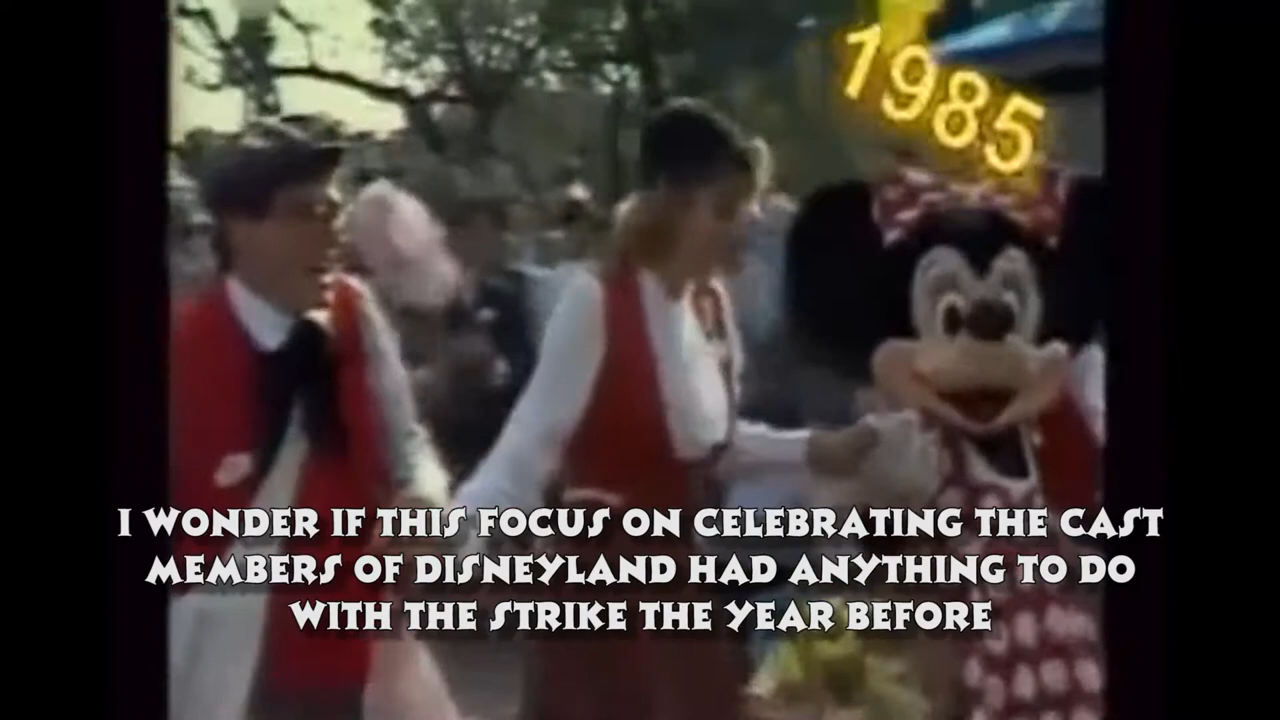 1985
I WONDER IF THIS FOCUS ON CELEBRATING THE CAST
MEMBERS OF DISNEYLAND HAD ANYTHING TO DO
WITH THE STRIKE THE YEAR BEFORE